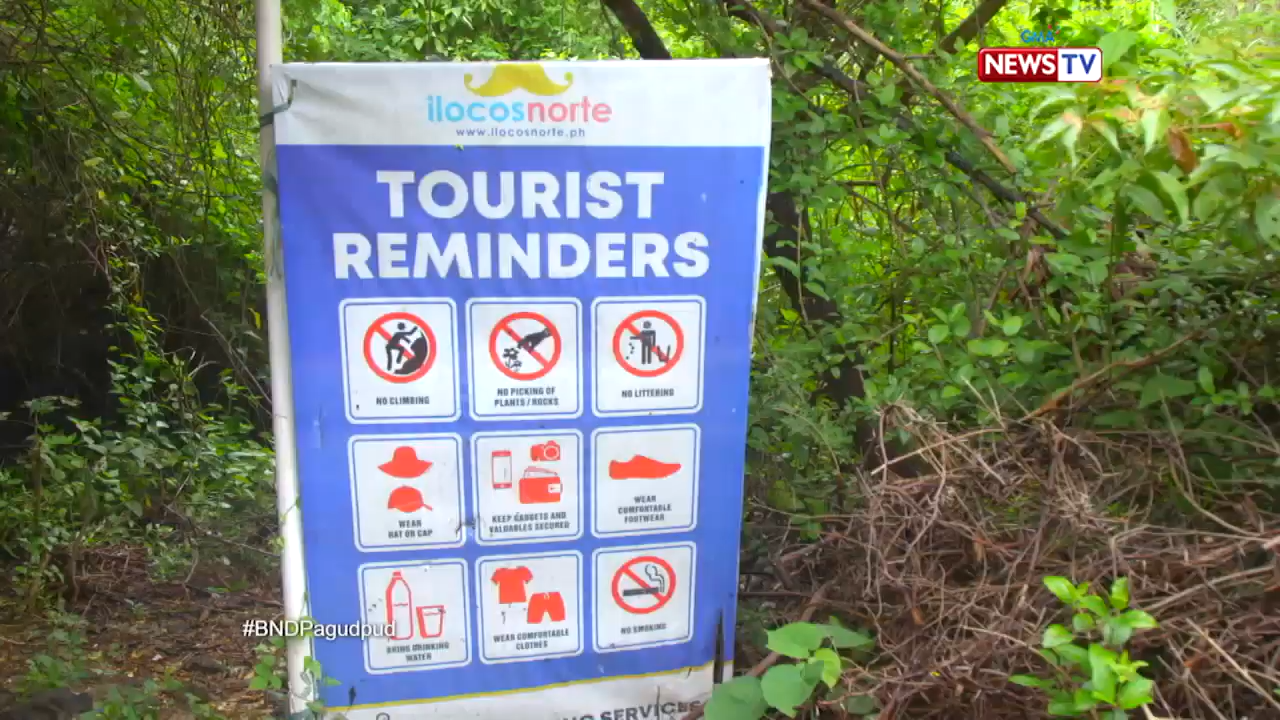 GMA
NEWS TV
ilocosnorte
www.ilocosnorte.ph
TOURIST
REMINDERS
NO CLIMBING
NO PICKING OF
PLANTS / ROCKS
NO LITTERING
WEAR
HAT OR CAP
KEEP GADGETS AND
VALUABLES SECURED
WEAR
COMFORTABLE
FOOTWEAR
BRING DRINKING
WATER
WEAR COMFORTABLE
CLOTHES
NO SMOKING
#BNDPagudpud
SERVICES